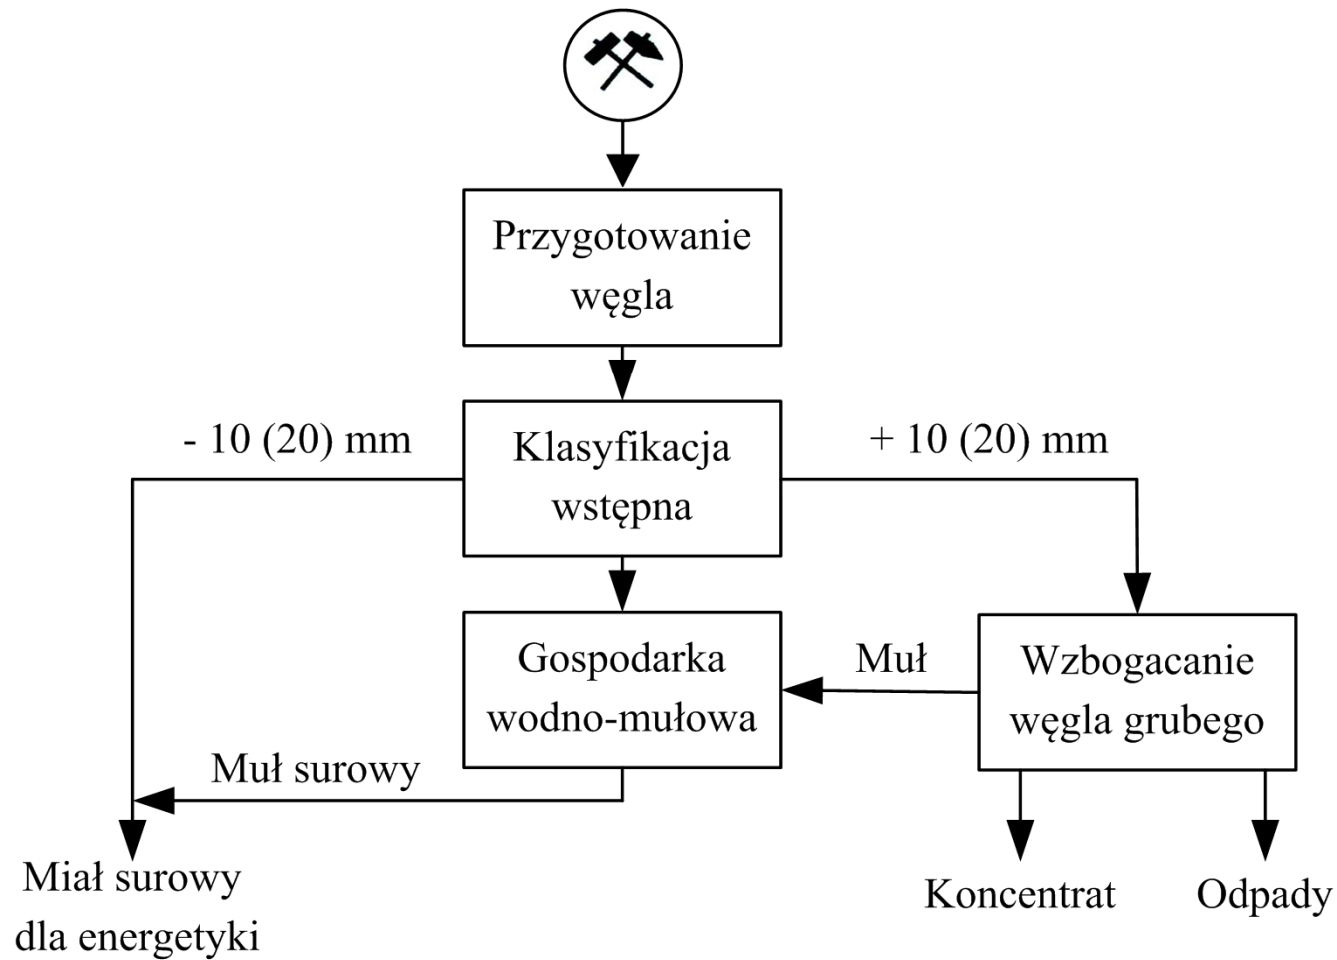 Przygotowanie
węgla
- 10 (20) mm
Klasyfikacja
wstępna
+ 10 (20) mm
Gospodarka
wodno-mułowa
Muł
Wzbogacanie
węgla grubego
Muł surowy
Miał surowy
dla energetyki
Koncentrat
Odpady